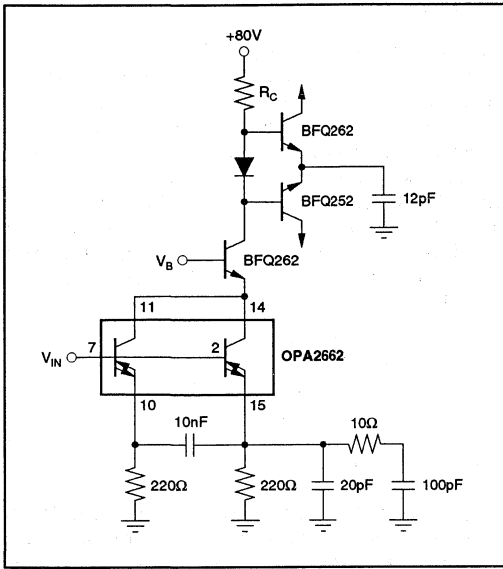 +80V
R_C
BFQ262
BFQ252
12pF
V_B
BFQ262
11
14
V_IN
7
2
OPA2662
10
15
10nF
10Ω
220Ω
220Ω
20pF
100pF